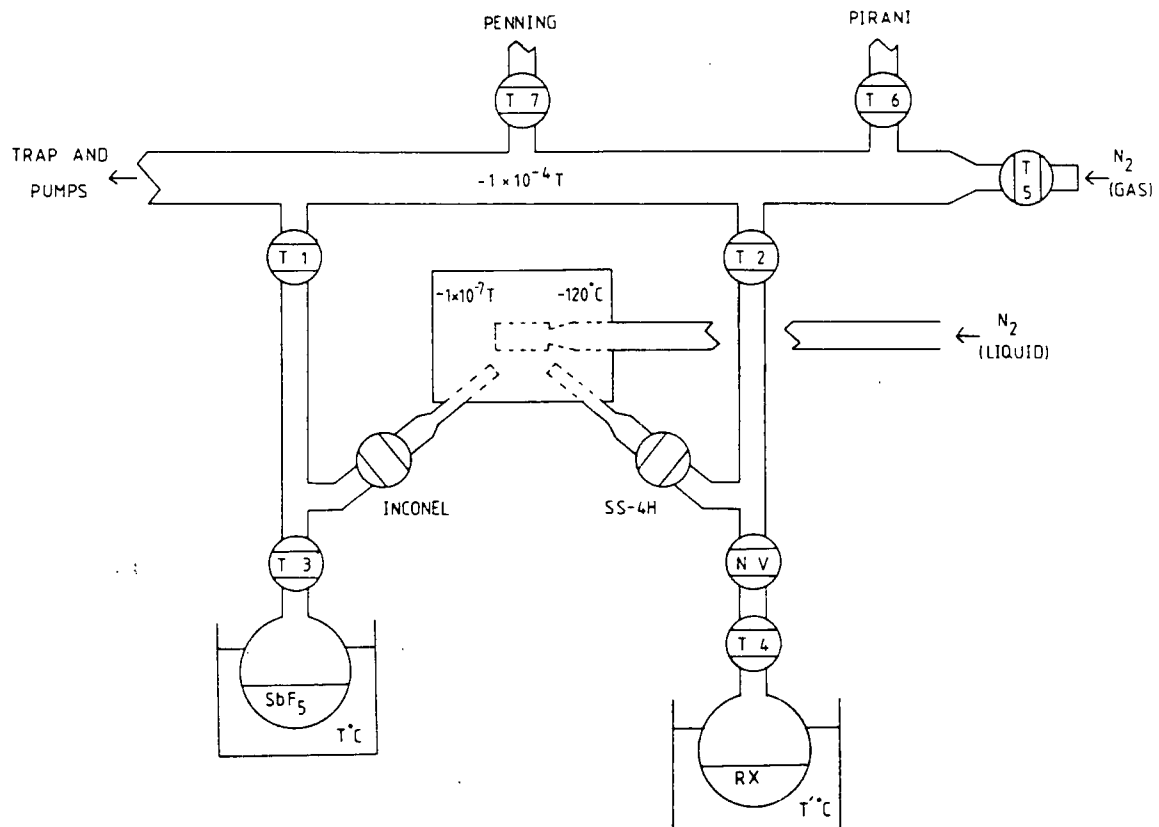 PENNING
PIRANI
T 7
T 6
TRAP AND
PUMPS
-1 × 10⁻⁴ T
T
5
N₂
(GAS)
T 1
T 2
-1×10⁻⁷ T
-120°C
N₂
(LIQUID)
INCONEL
SS-4H
T 3
N V
T 4
SbF₅
T°C
RX
T'°C